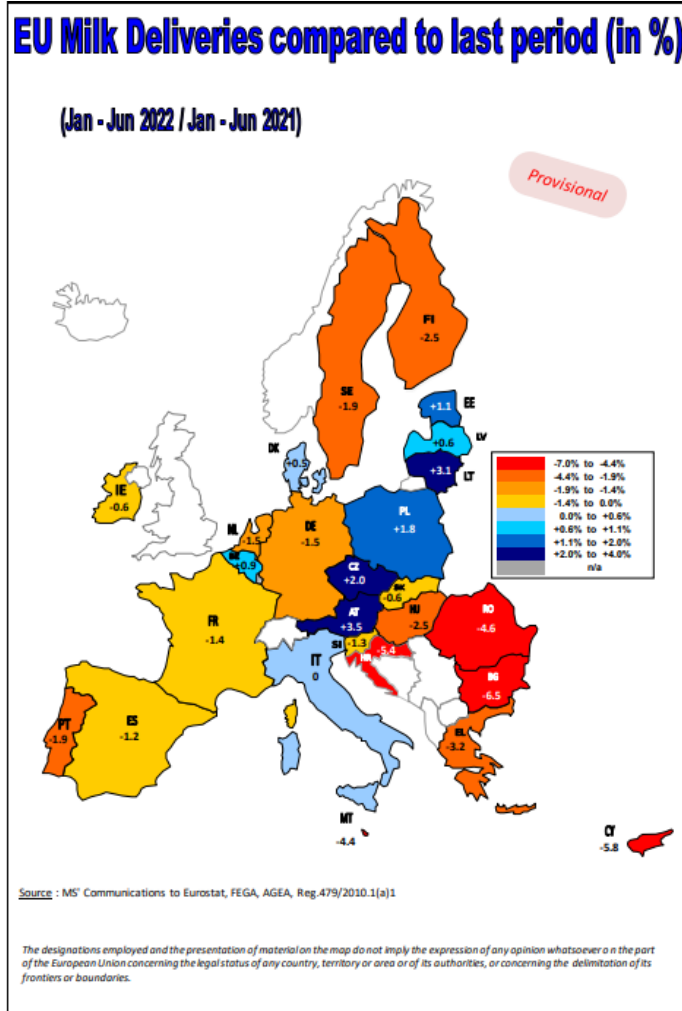 EU Milk Deliveries compared to last period (in %)
(Jan - Jun 2022 / Jan - Jun 2021)
Provisional
FI
-2.5
SE
-1.9
EE
+1.1
LV
+0.6
LT
+3.1
DK
+0.5
IE
-0.6
NL
-1.5
DE
-1.5
PL
+1.8
BE
+0.9
CZ
+2.0
SK
-0.6
AT
+3.5
HU
-2.5
RO
-4.6
FR
-1.4
SI
-1.3
-5.4
IT
0
BG
-6.5
PT
-1.9
ES
-1.2
EL
-3.2
MT
-4.4
CY
-5.8
-7.0% to -4.4%
-4.4% to -1.9%
-1.9% to -1.4%
-1.4% to 0.0%
0.0% to +0.6%
+0.6% to +1.1%
+1.1% to +2.0%
+2.0% to +4.0%
n/a
Source : MS' Communications to Eurostat, FEGA, AGEA, Reg.479/2010.1(a)1
The designations employed and the presentation of material on the map do not imply the expression of any opinion whatsoever on the part
of the European Union concerning the legal status of any country, territory or area or of its authorities, or concerning the delimitation of its
frontiers or boundaries.